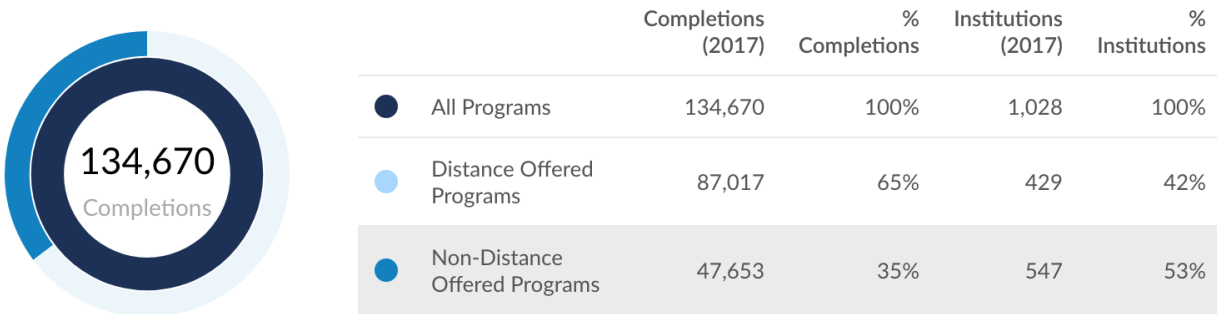 134,670
Completions
Completions (2017) % Completions Institutions (2017) % Institutions
All Programs 134,670 100% 1,028 100%
Distance Offered Programs 87,017 65% 429 42%
Non-Distance Offered Programs 47,653 35% 547 53%